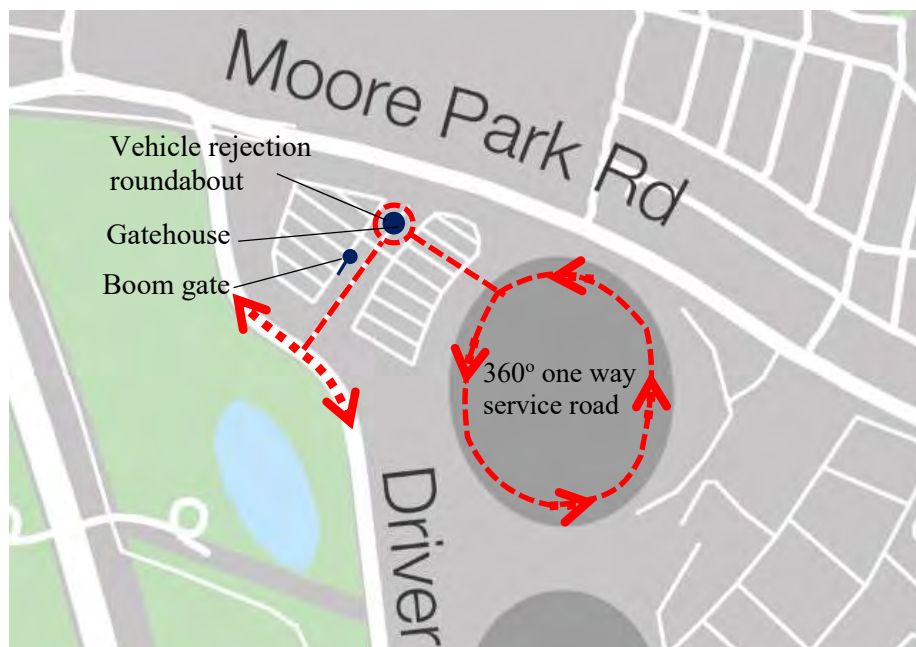 Moore Park Rd
Vehicle rejection
roundabout
Gatehouse
Boom gate
360º one way
service road
Driver